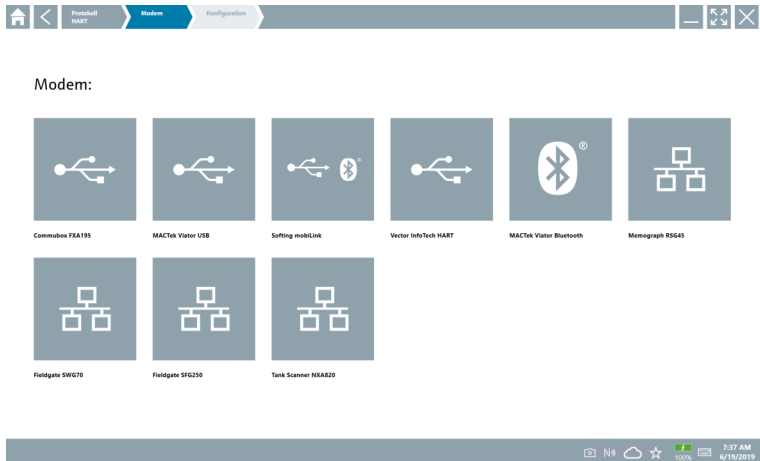 Protokoll
HART
Modem
Konfiguration
Modem:
Commubox FXA195
MACTek Viator USB
Softing mobiLink
Vector InfoTech HART
MACTek Viator Bluetooth
Memograph RSG45
Fieldgate SWG70
Fieldgate SFG250
Tank Scanner NXA820
100%
7:37 AM
6/19/2019